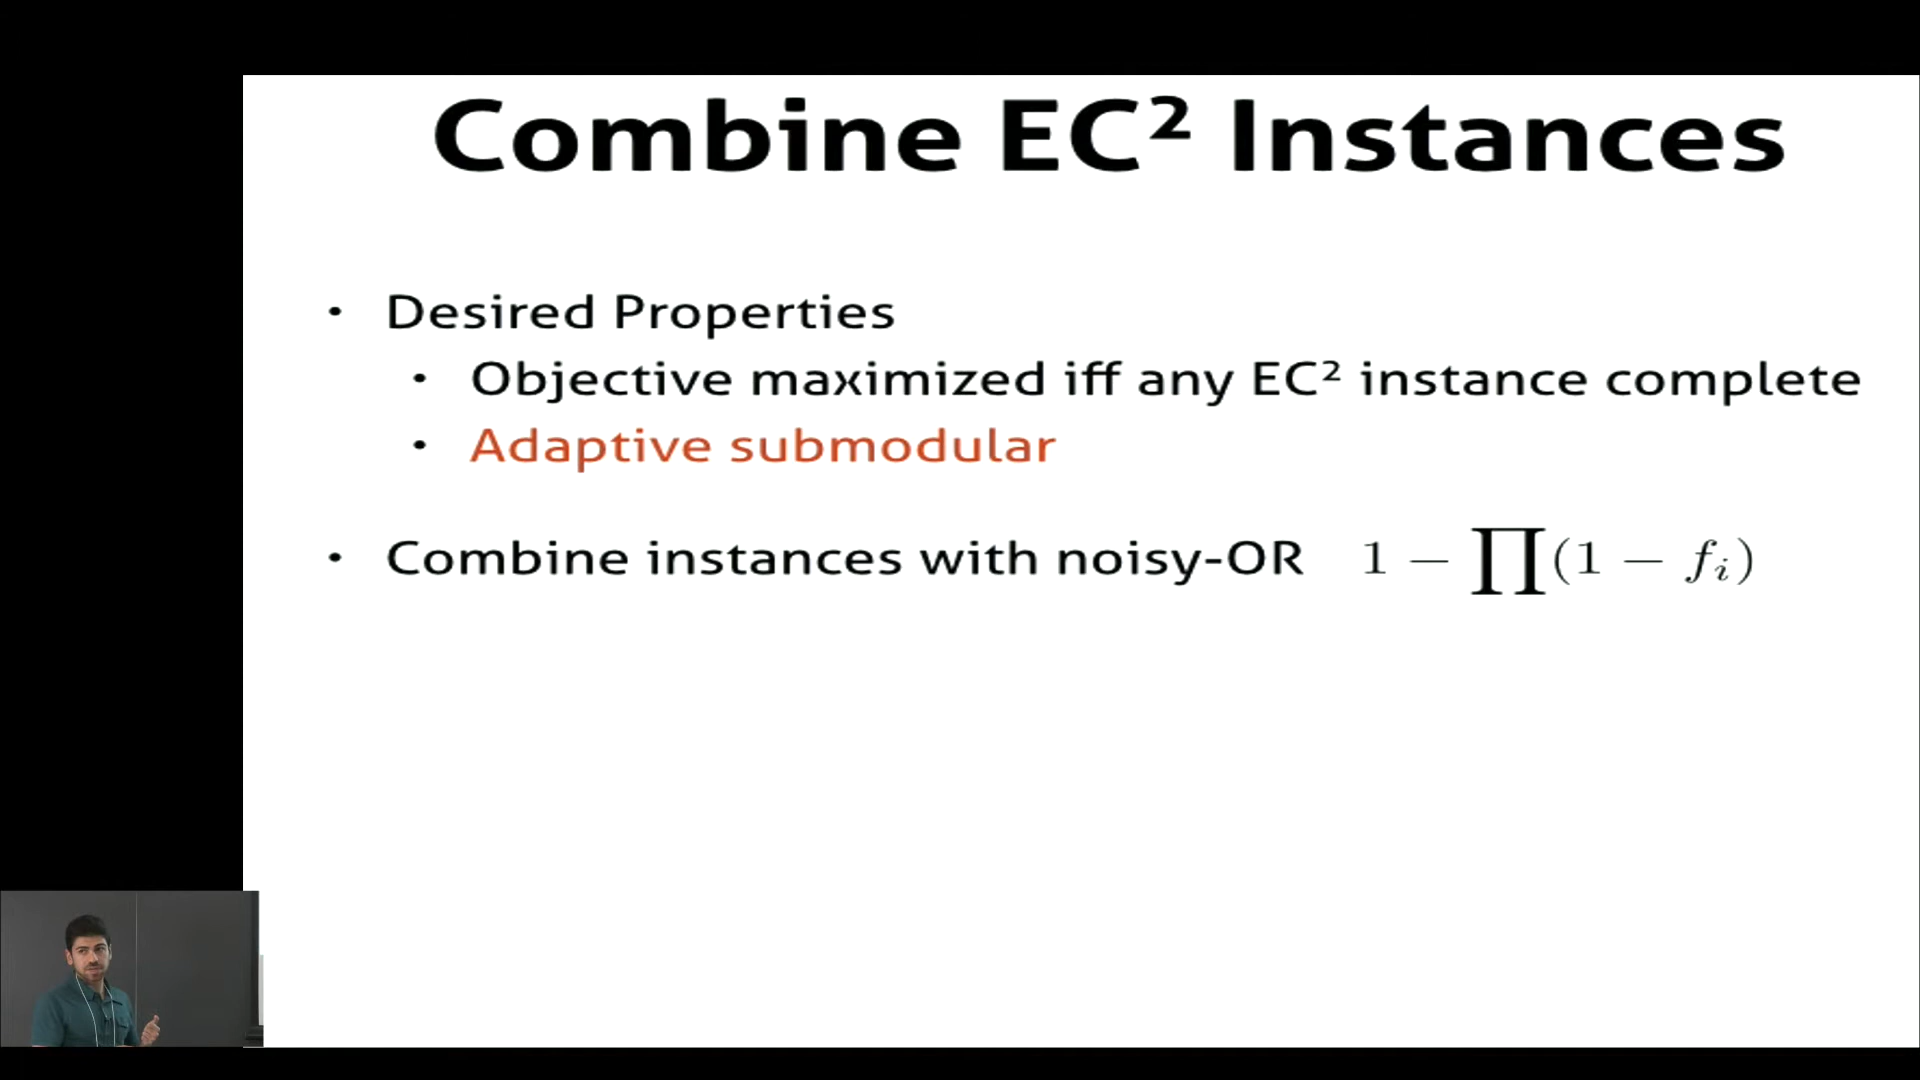 Combine EC² Instances
• Desired Properties
• Objective maximized iff any EC² instance complete
• Adaptive submodular
• Combine instances with noisy-OR 1 − ∏(1 − fᵢ)